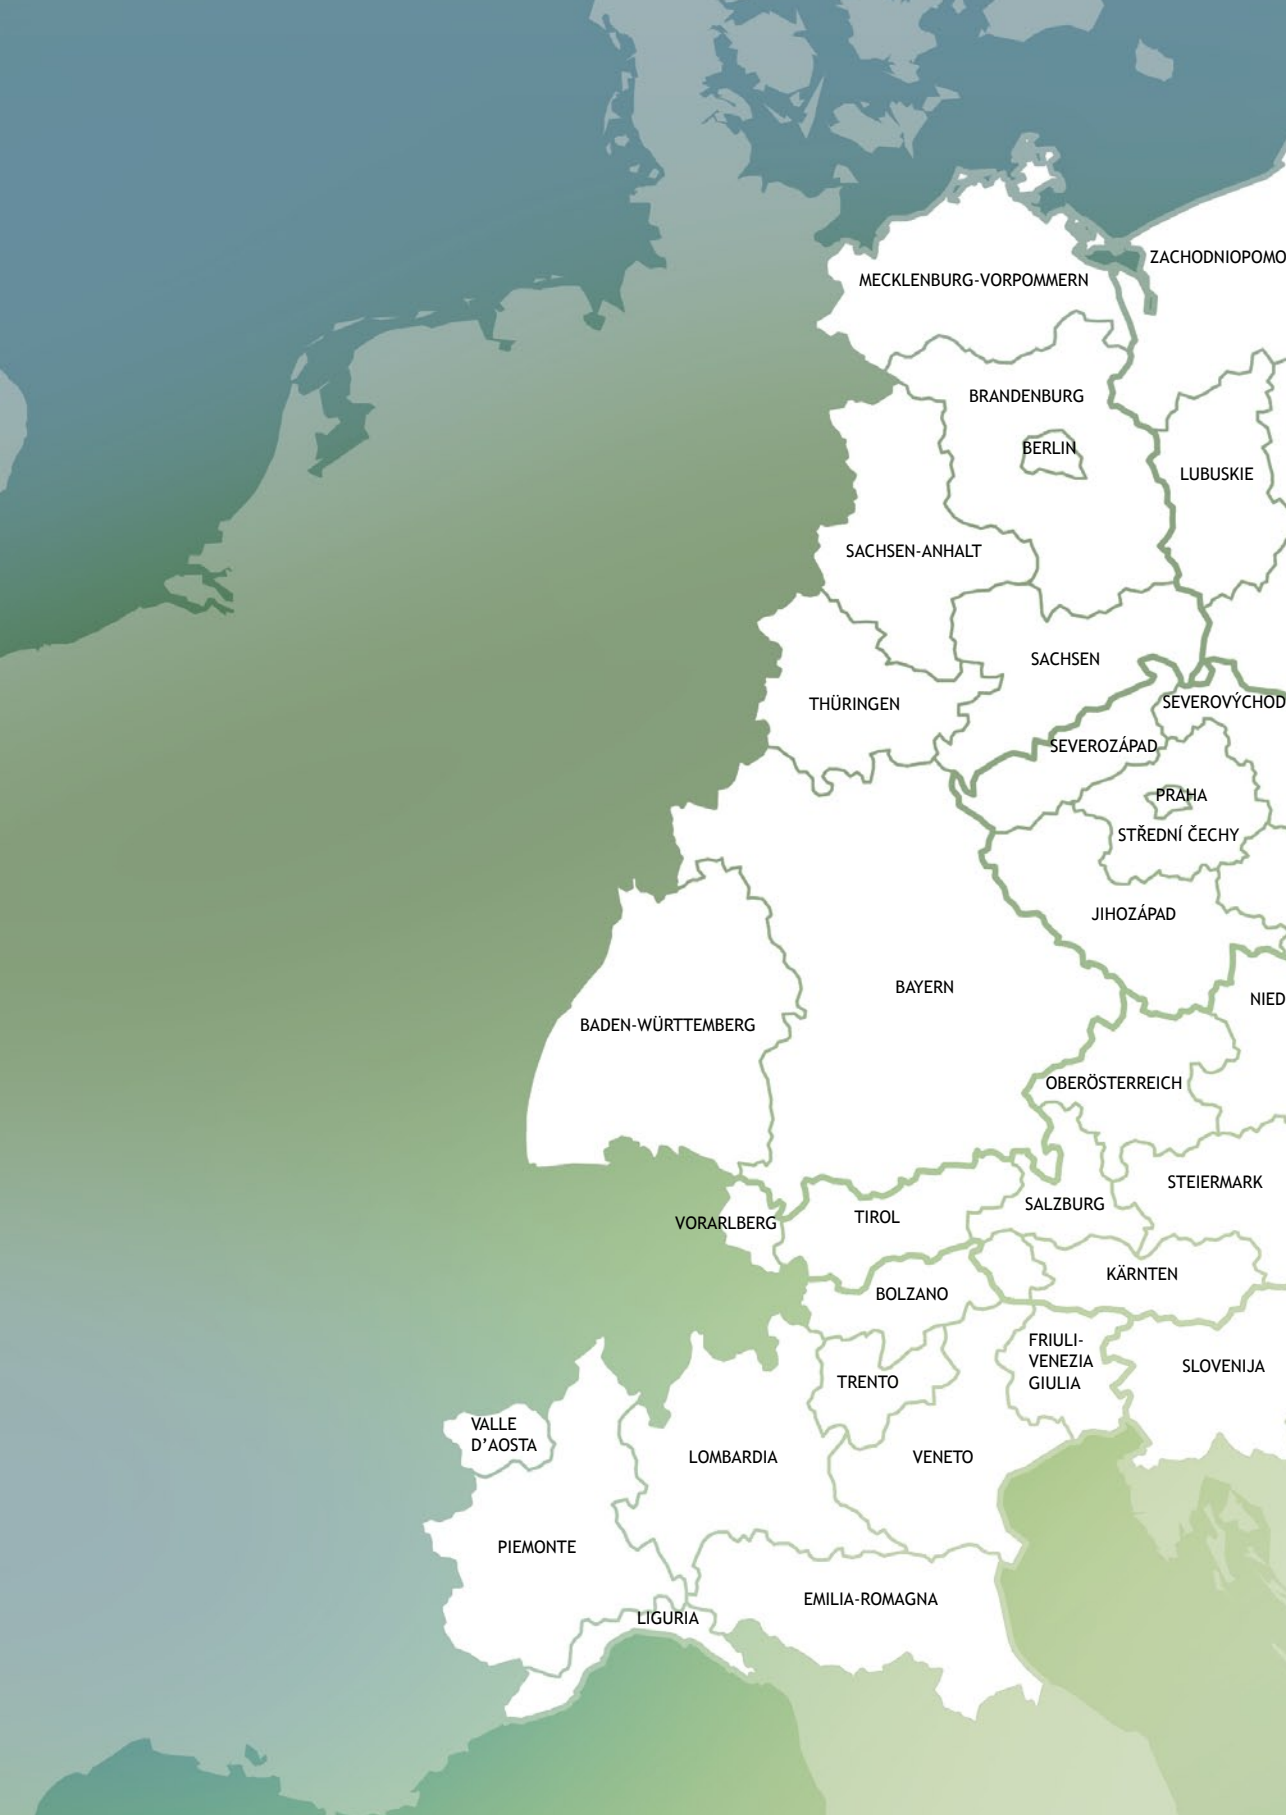 ZACHODNIOPOMO
MECKLENBURG-VORPOMMERN
BRANDENBURG
BERLIN
LUBUSKIE
SACHSEN-ANHALT
SACHSEN
THÜRINGEN
SEVEROVÝCHOD
SEVEROZÁPAD
PRAHA
STŘEDNÍ ČECHY
JIHOZÁPAD
BAYERN
NIED
BADEN-WÜRTTEMBERG
OBERÖSTERREICH
STEIERMARK
SALZBURG
TIROL
VORARLBERG
KÄRNTEN
BOLZANO
FRIULI-
VENEZIA
GIULIA
SLOVENIJA
TRENTO
VALLE
D'AOSTA
LOMBARDIA
VENETO
PIEMONTE
EMILIA-ROMAGNA
LIGURIA